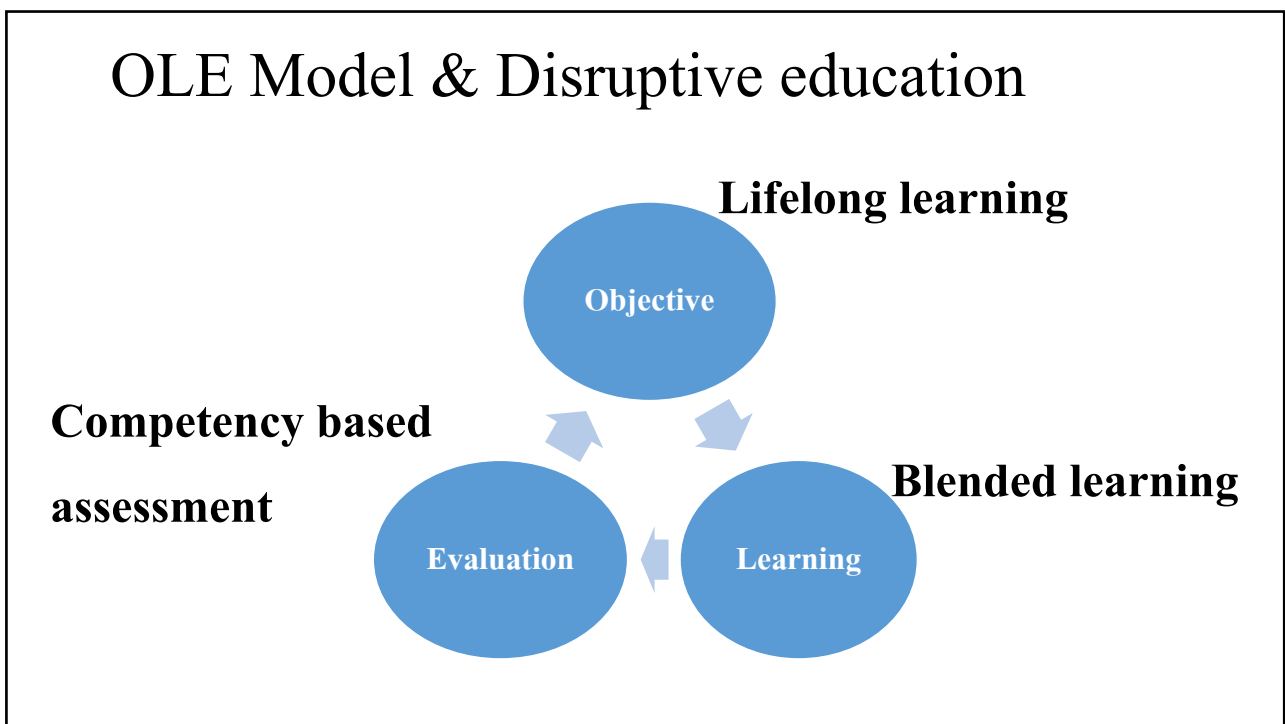 OLE Model & Disruptive education
Lifelong learning
Objective
Competency based
assessment
Blended learning
Evaluation
Learning